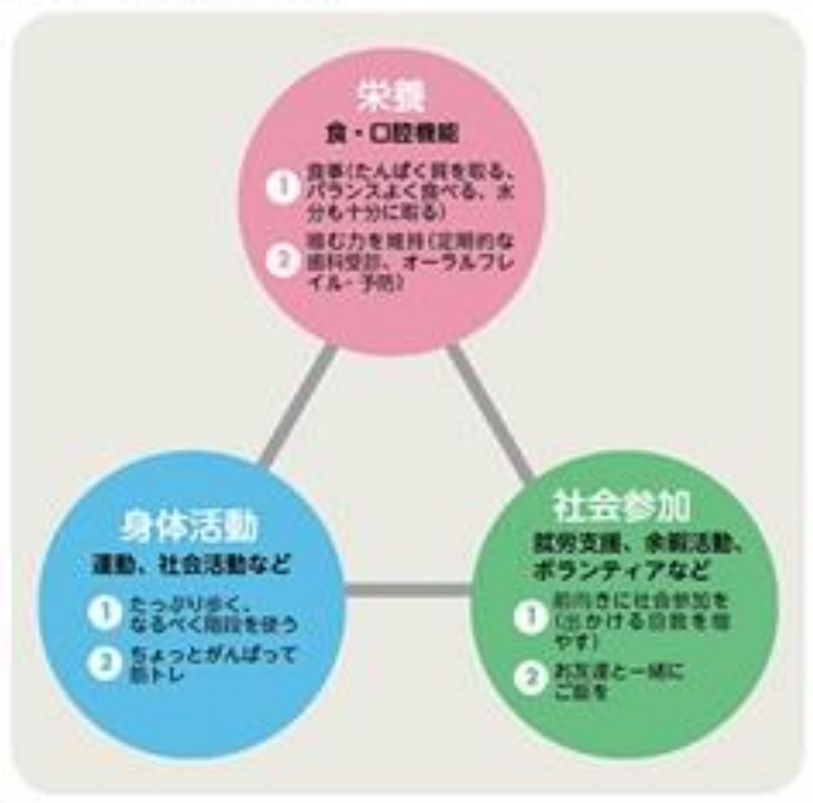 栄養
食・口腔機能
1 食事(たんぱく質を取る、
バランスよく食べる、水
分も十分に取る)
2 噛む力を維持(定期的な
歯科受診、オーラルフレ
イル・予防)
身体活動
運動、社会活動など
1 たっぷり歩く、
なるべく階段を使う
2 ちょっとがんばって
筋トレ
社会参加
就労支援、余暇活動、
ボランティアなど
1 前向きに社会参加を
(出かける回数を増
やす)
2 お友達と一緒に
ご飯を